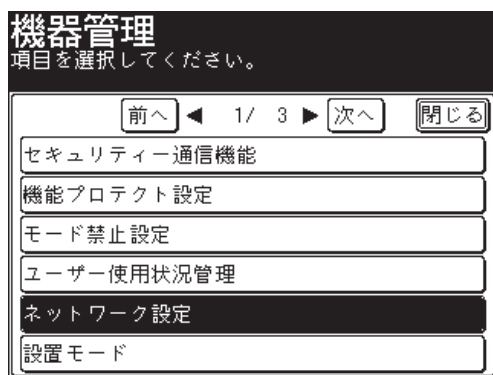 機器管理
項目を選択してください。
前へ ◀ 1/ 3 ▶ 次へ 閉じる
セキュリティー通信機能
機能プロテクト設定
モード禁止設定
ユーザー使用状況管理
ネットワーク設定
設置モード